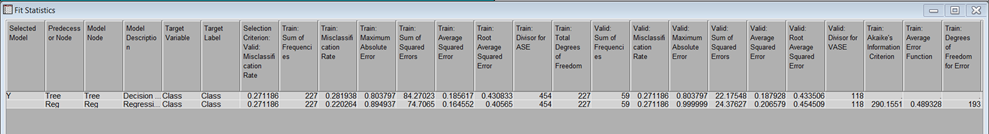 Fit Statistics
Selected Model
Predecessor Node
Model Node
Model Description
Target Variable
Target Label
Selection Criterion: Valid: Misclassification Rate
Train: Sum of Frequencies
Train: Misclassification Rate
Train: Maximum Absolute Error
Train: Sum of Squared Errors
Train: Average Squared Error
Train: Root Average Squared Error
Train: Divisor for ASE
Train: Total Degrees of Freedom
Valid: Sum of Frequencies
Valid: Misclassification Rate
Valid: Maximum Absolute Error
Valid: Sum of Squared Errors
Valid: Average Squared Error
Valid: Root Average Squared Error
Valid: Divisor for VASE
Train: Akaike's Information Criterion
Train: Average Error Function
Train: Degrees of Freedom for Error
Y Tree Tree Decision ... Class Class 0.271186 227 0.281938 0.803797 84.27023 0.185617 0.430833 454 227 59 0.271186 0.803797 22.17548 0.187928 0.433506 118 . . .
Reg Reg Regressi... Class Class 0.271186 227 0.220264 0.894937 74.7065 0.164552 0.40565 454 227 59 0.271186 0.999999 24.37627 0.206579 0.454509 118 290.1551 0.489328 193